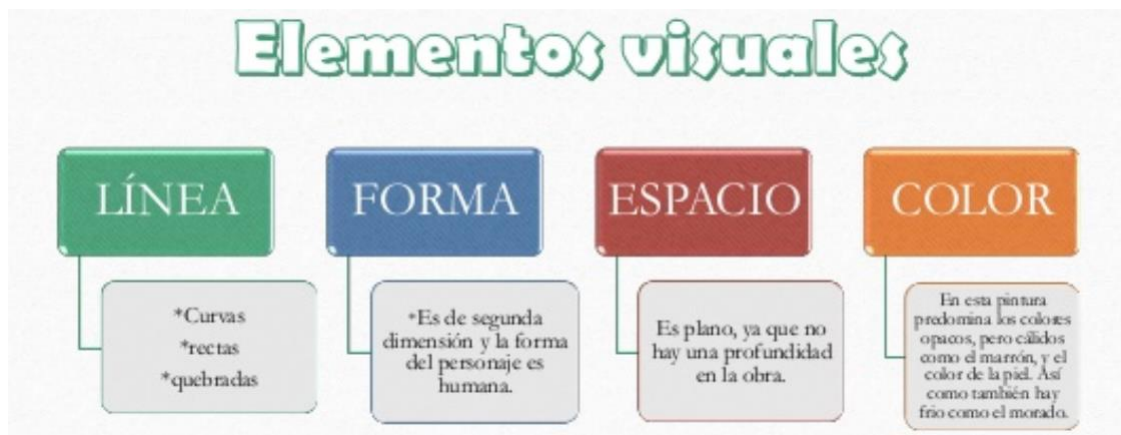 Elementos visuales
LÍNEA
*Curvas
*rectas
*quebradas
FORMA
*Es de segunda
dimensión y la forma
del personaje es
humana.
ESPACIO
Es plano, ya que no
hay una profundidad
en la obra.
COLOR
En esta pintura
predomina los colores
opacos, pero cálidos
como el marrón, y el
color de la piel. Así
como también hay
frio como el morado.